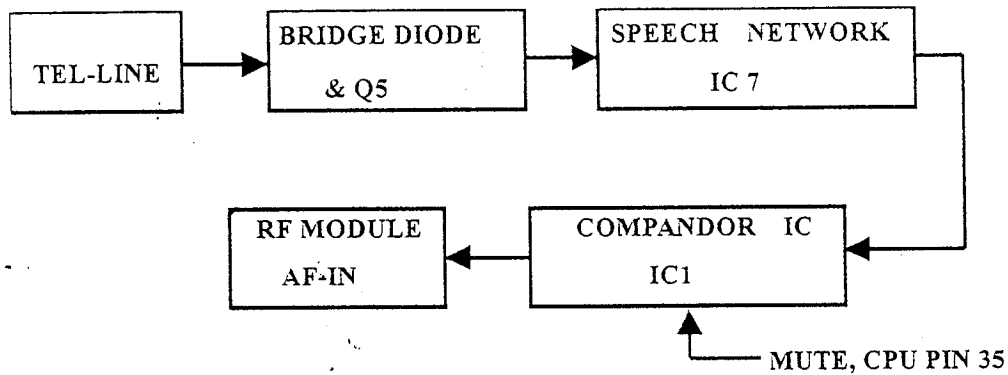 TEL-LINE
BRIDGE DIODE
& Q5
SPEECH NETWORK
IC 7
RF MODULE
AF-IN
COMPANDOR IC
IC1
MUTE, CPU PIN 35